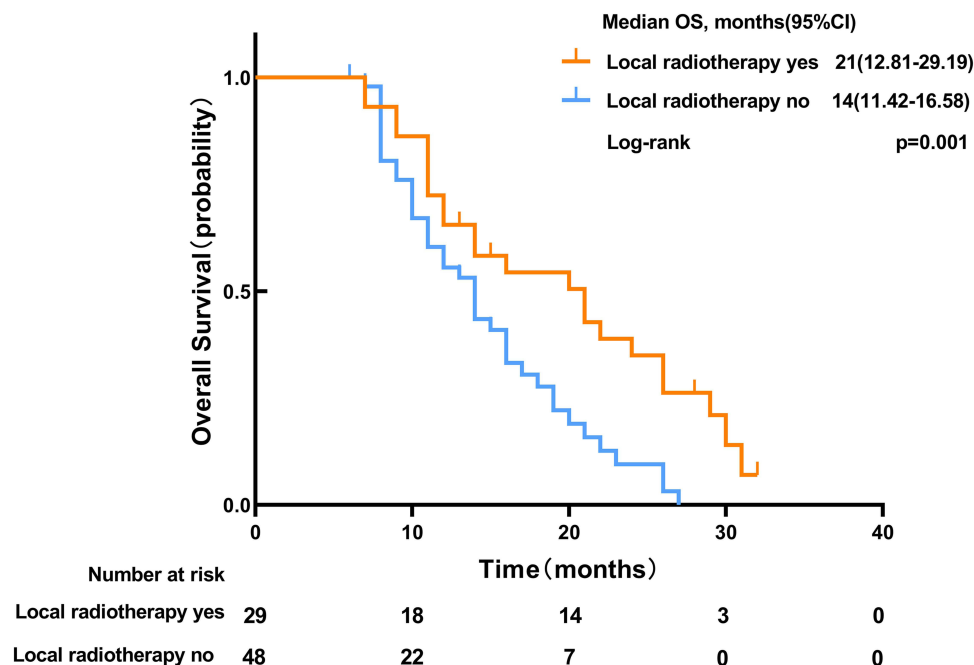 Median OS, months(95%CI)
Local radiotherapy yes 21(12.81-29.19)
Local radiotherapy no 14(11.42-16.58)
Log-rank p=0.001
Overall Survival(probability)
1.0
0.5
0.0
0 10 20 30 40
Time(months)
Number at risk
Local radiotherapy yes 29 18 14 3 0
Local radiotherapy no 48 22 7 0 0